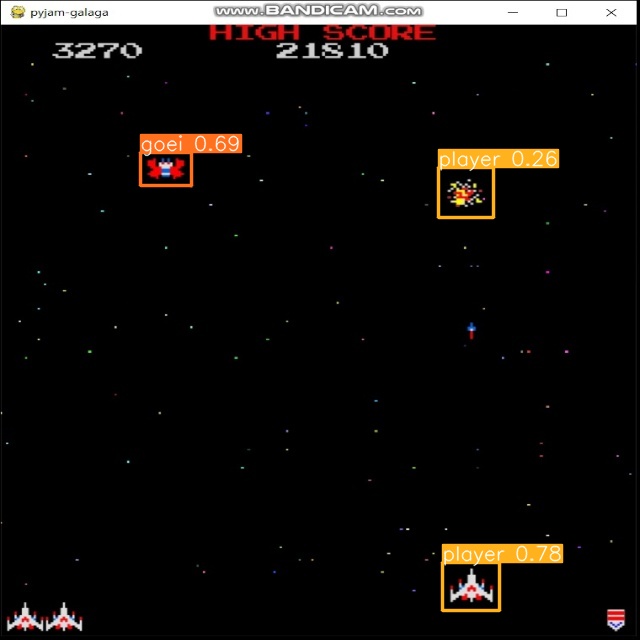 pyjam-galaga
www.BANDICAM.com
HIGH SCORE
3270 21810
goei 0.69
player 0.26
player 0.78